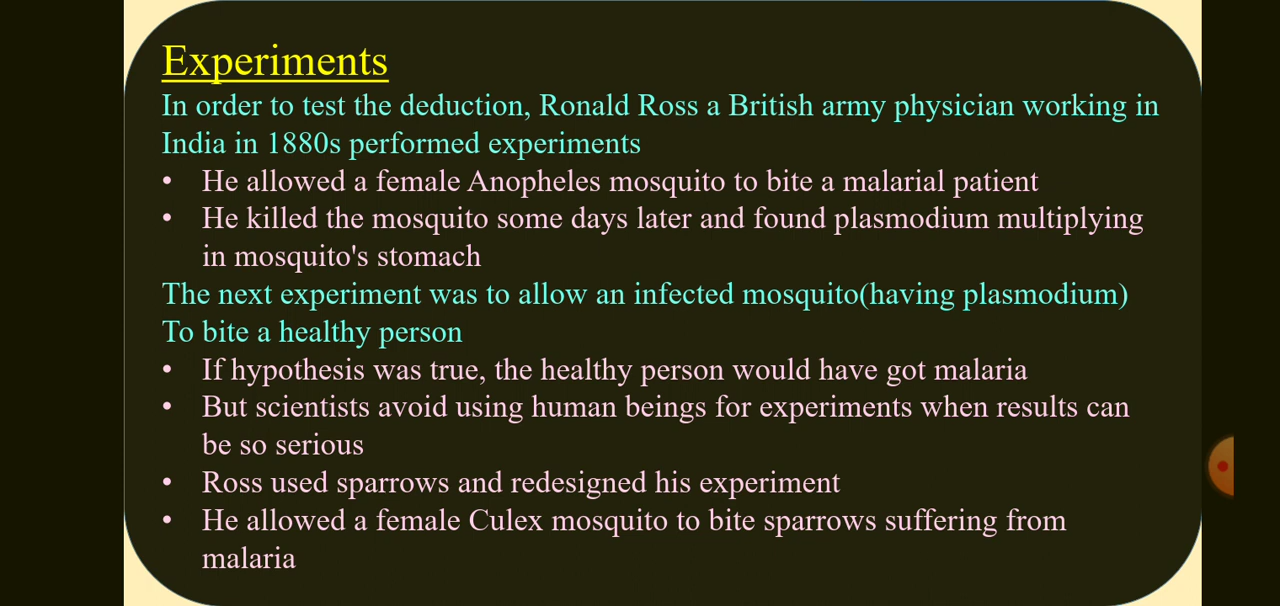 Experiments
In order to test the deduction, Ronald Ross a British army physician working in
India in 1880s performed experiments
• He allowed a female Anopheles mosquito to bite a malarial patient
• He killed the mosquito some days later and found plasmodium multiplying
in mosquito's stomach
The next experiment was to allow an infected mosquito(having plasmodium)
To bite a healthy person
• If hypothesis was true, the healthy person would have got malaria
• But scientists avoid using human beings for experiments when results can
be so serious
• Ross used sparrows and redesigned his experiment
• He allowed a female Culex mosquito to bite sparrows suffering from
malaria